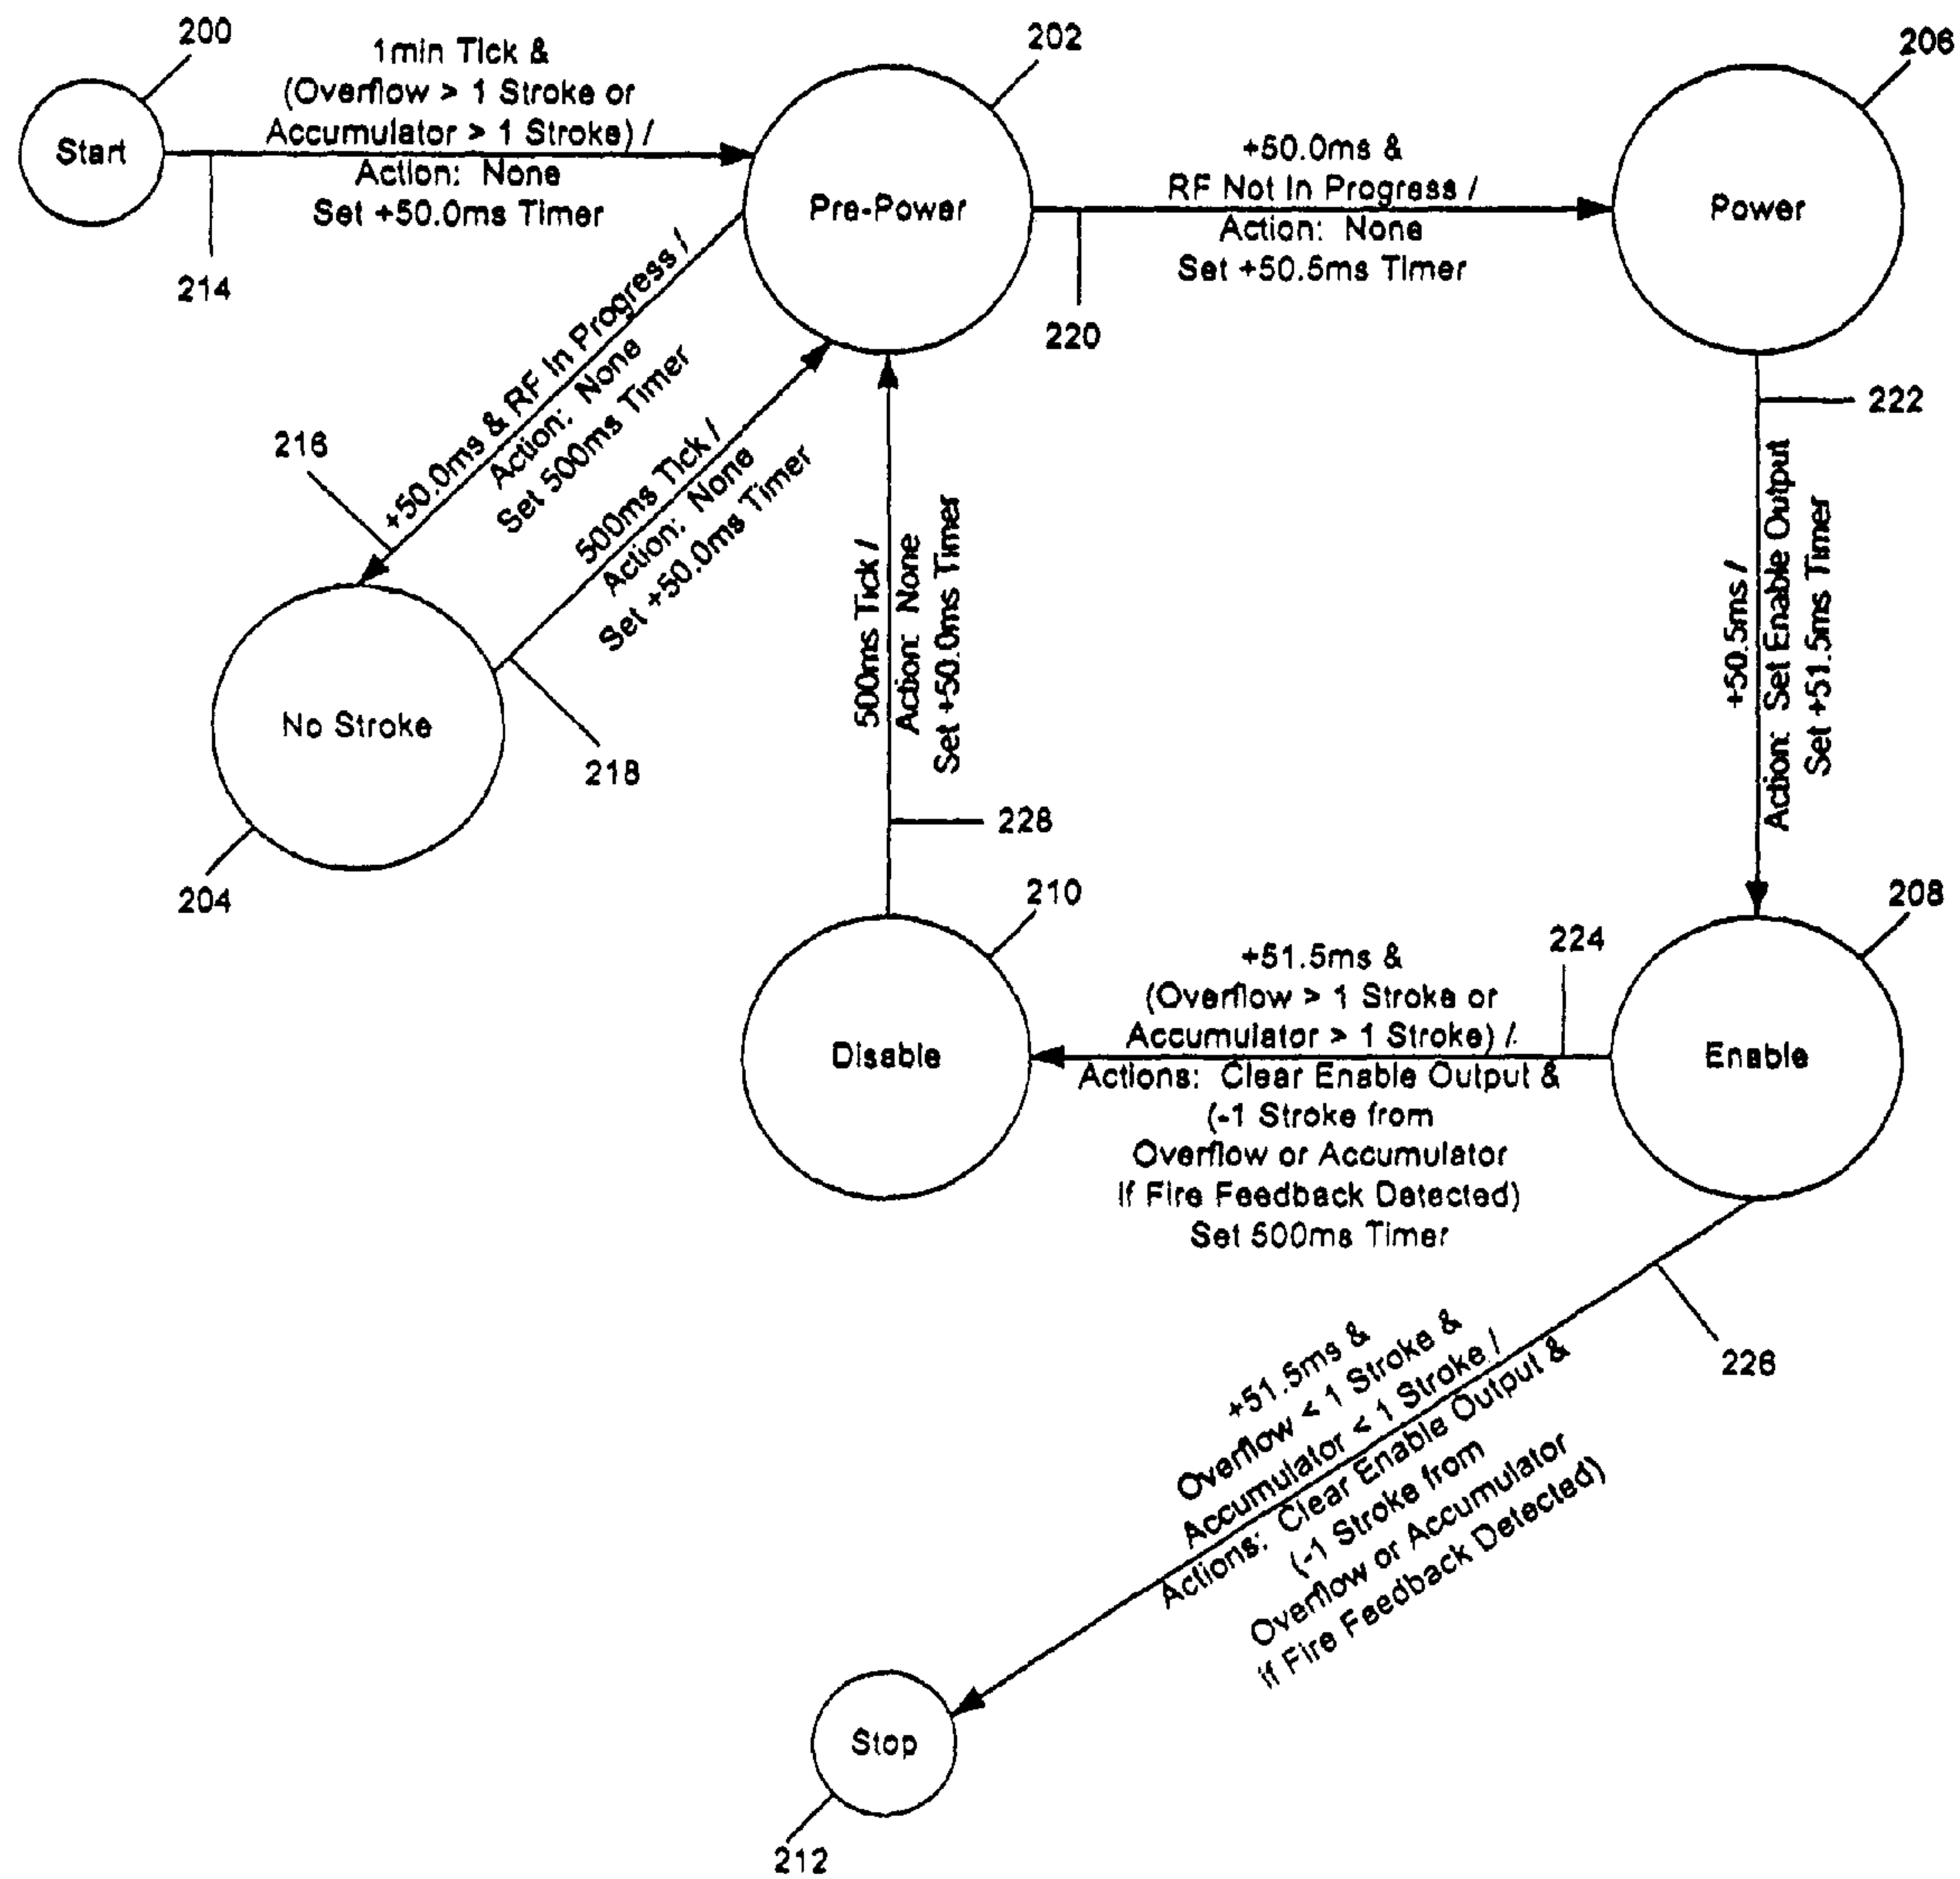 200
1min Tick &
(Overflow > 1 Stroke or
Accumulator > 1 Stroke) /
Action: None
Set +50.0ms Timer
Start
214
202
Pre-Power
+50.0ms &
RF Not In Progress /
Action: None
Set +50.5ms Timer
220
206
Power
222
+50.0ms & RF In Progress /
Action: None
Set 500ms Timer
216
500ms Tick /
Action: None
Set +50.0ms Timer
218
No Stroke
204
500ms Tick /
Action: None
Set +50.0ms Timer
228
+50.5ms /
Action: Set Enable Output
Set +51.5ms Timer
210
Disable
+51.5ms &
(Overflow > 1 Stroke or
Accumulator > 1 Stroke) /
Actions: Clear Enable Output &
(-1 Stroke from
Overflow or Accumulator
if Fire Feedback Detected)
Set 500ms Timer
224
208
Enable
226
+51.5ms &
Overflow < 1 Stroke &
Accumulator < 1 Stroke /
Actions: Clear Enable Output &
(-1 Stroke from
Overflow or Accumulator
if Fire Feedback Detected)
Stop
212